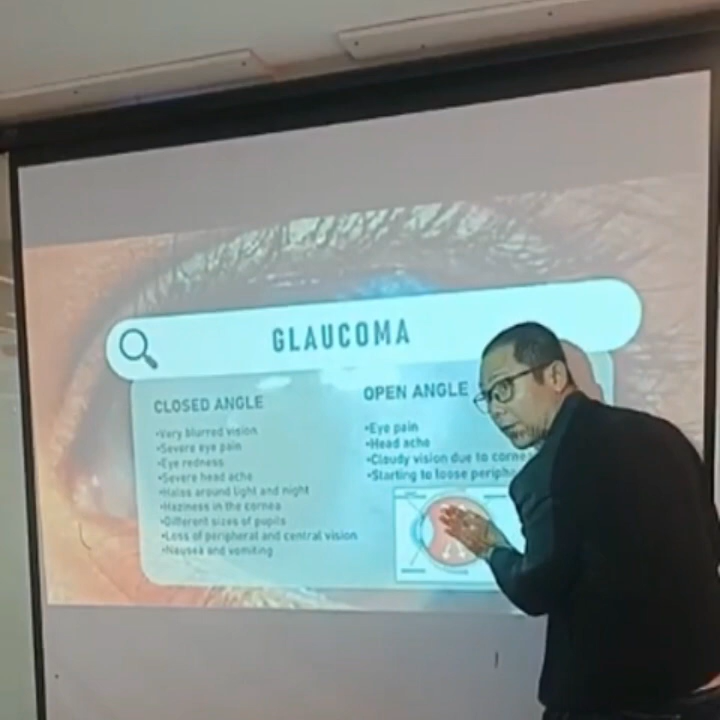 GLAUCOMA
CLOSED ANGLE
•Very blurred vision
•Severe eye pain
•Eye redness
•Severe head ache
•Halos around light and night
•Haziness in the cornea
•Different sizes of pupils
•Loss of peripheral and central vision
•Nausea and vomiting
OPEN ANGLE
•Eye pain
•Head ache
•Cloudy vision due to corne
•Starting to loose periphe